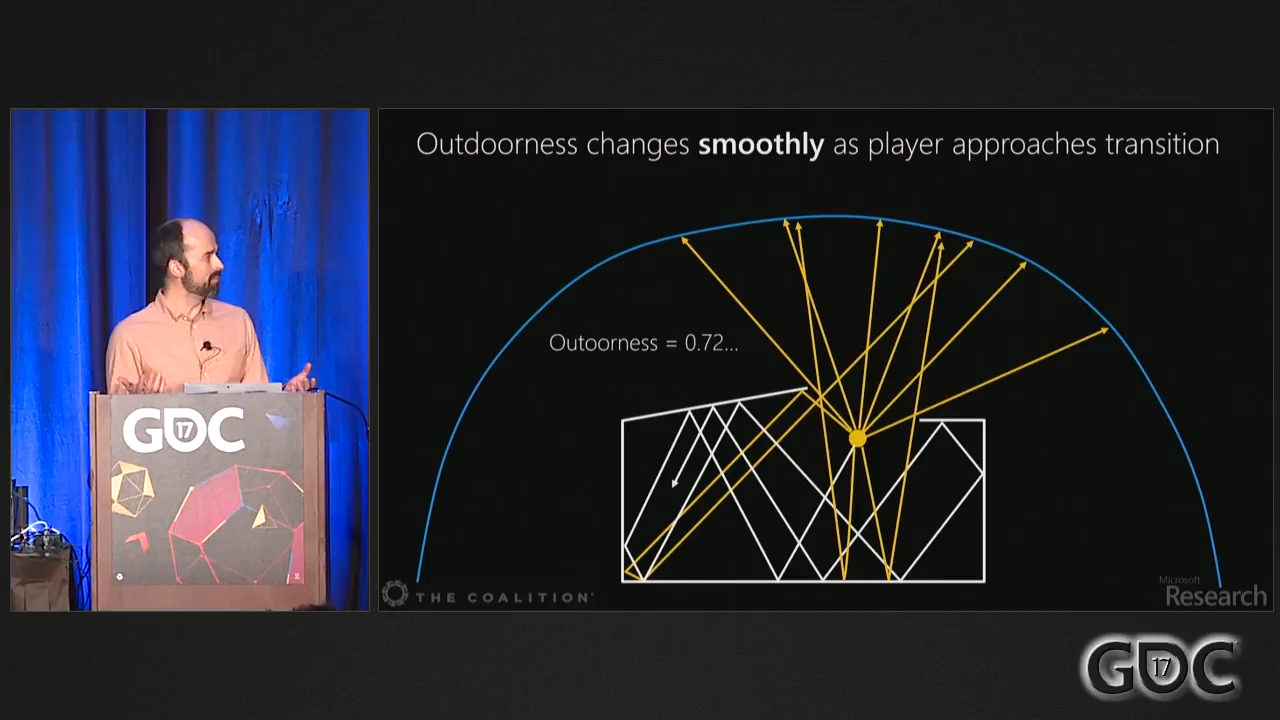 Outdoorness changes smoothly as player approaches transition
Outoorness = 0.72...
GDC
17
THE COALITION
Microsoft
Research
GDC
17